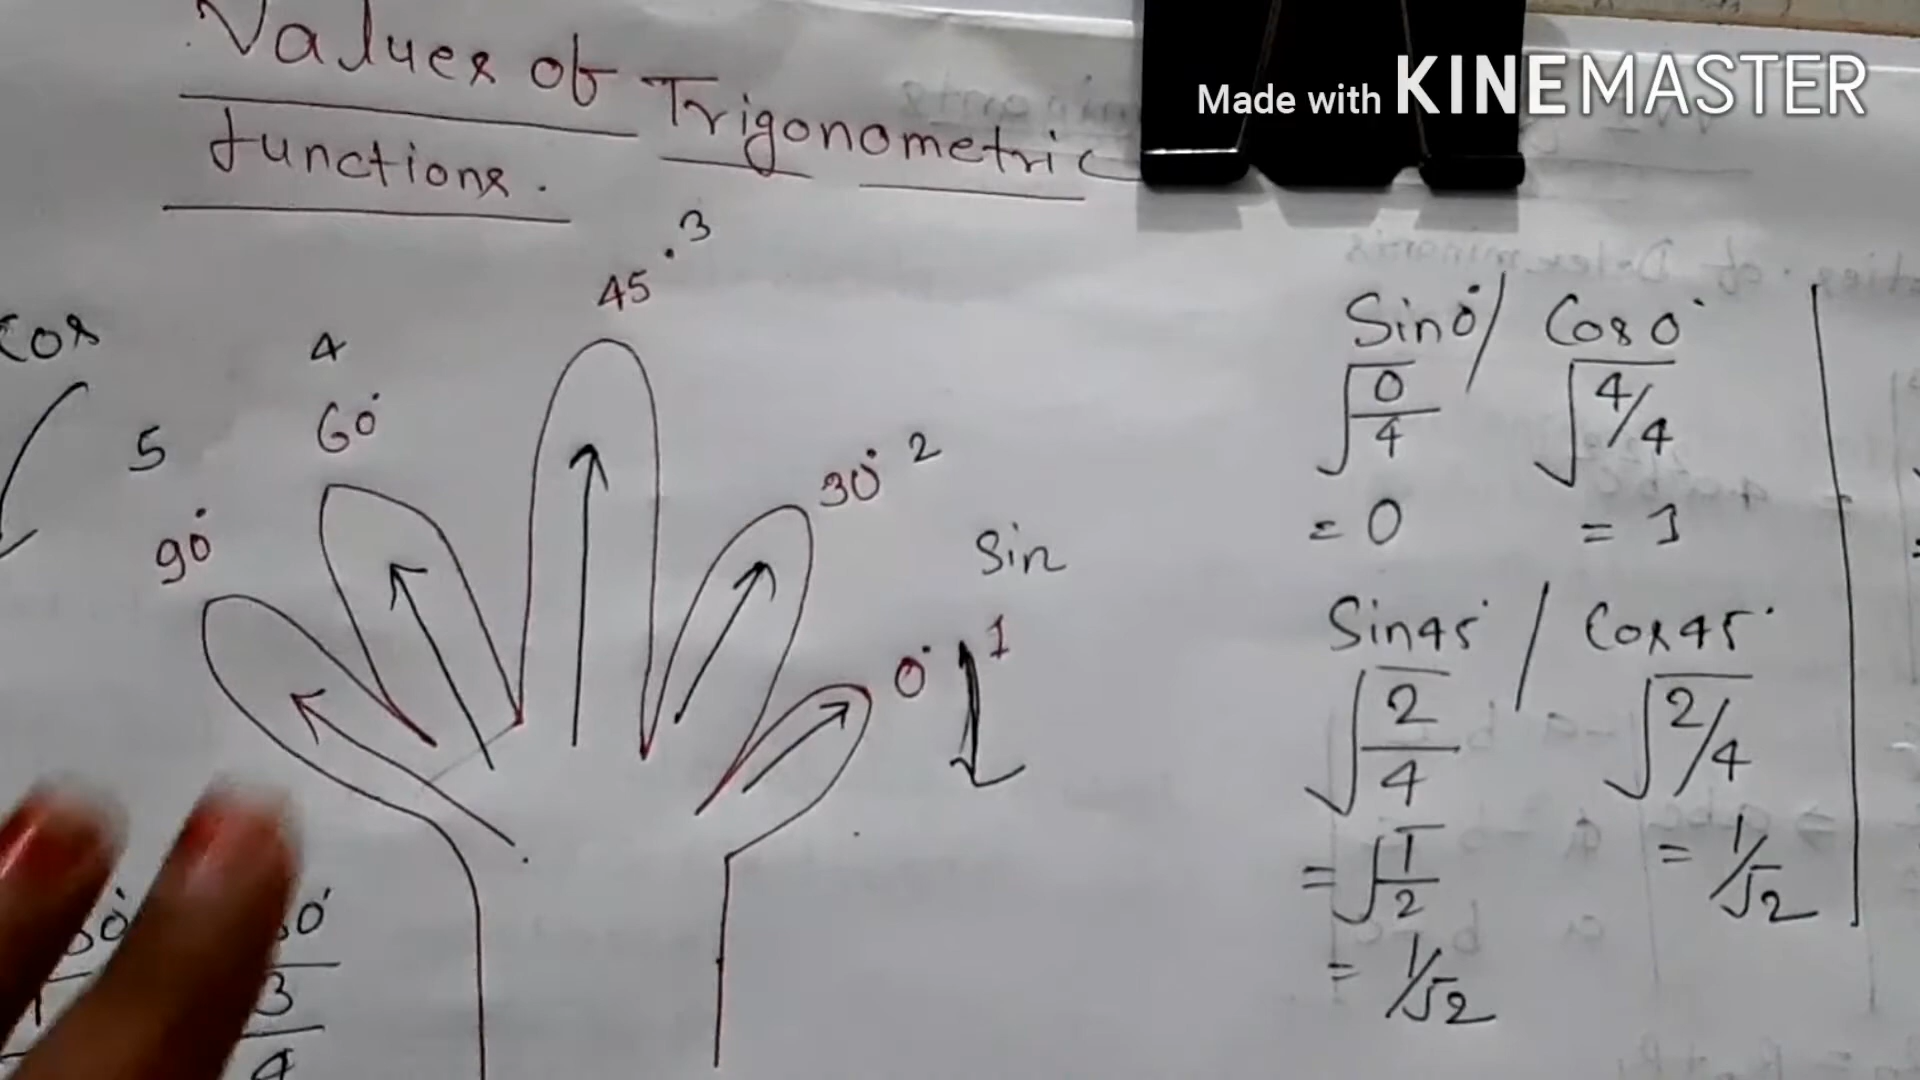 Values of Trigonometric
functions.
Made with KINEMASTER
Cos
45° 3
4
60°
5
90°
30° 2
Sin
0° 1
Sin0° / Cos0°
√0/4 √4/4
= 0 = 1
Sin45° / Cos45°
√2/4 √2/4
= √1/2 = 1/√2
= 1/√2
3
4